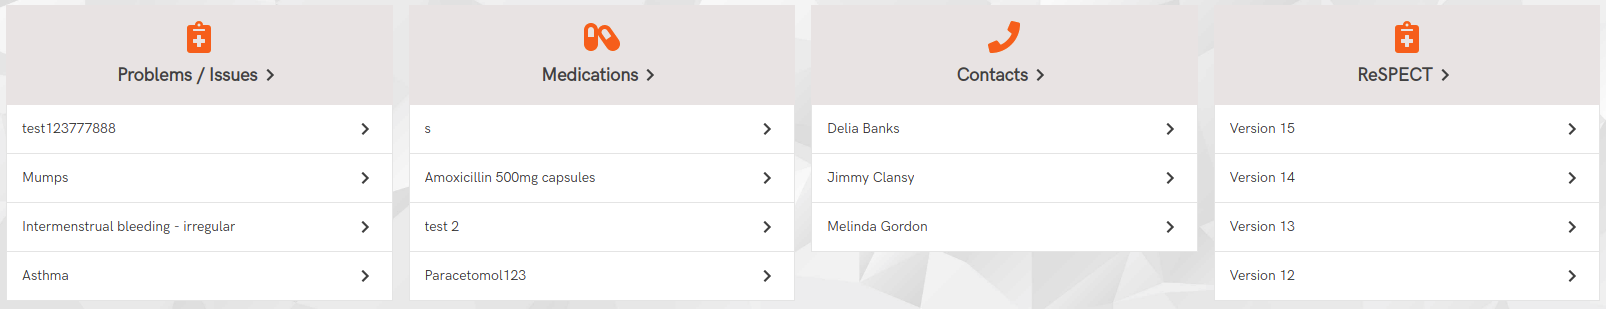 Problems / Issues
test123777888
Mumps
Intermenstrual bleeding - irregular
Asthma
Medications
s
Amoxicillin 500mg capsules
test 2
Paracetomol123
Contacts
Delia Banks
Jimmy Clansy
Melinda Gordon
ReSPECT
Version 15
Version 14
Version 13
Version 12